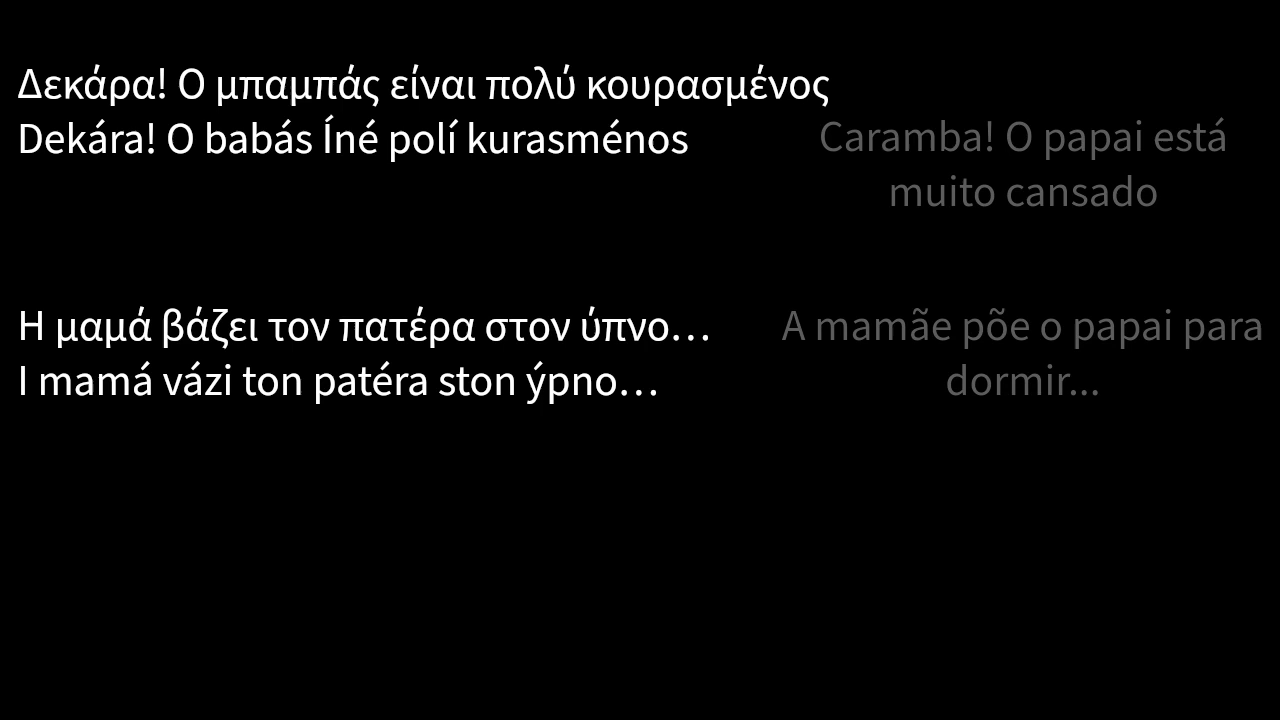 Δεκάρα! Ο μπαμπάς είναι πολύ κουρασμένος
Dekára! O babás Íné polí kurasménos
Caramba! O papai está
muito cansado
Η μαμά βάζει τον πατέρα στον ύπνο…
I mamá vázi ton patéra ston ýpno…
A mamãe põe o papai para
dormir...